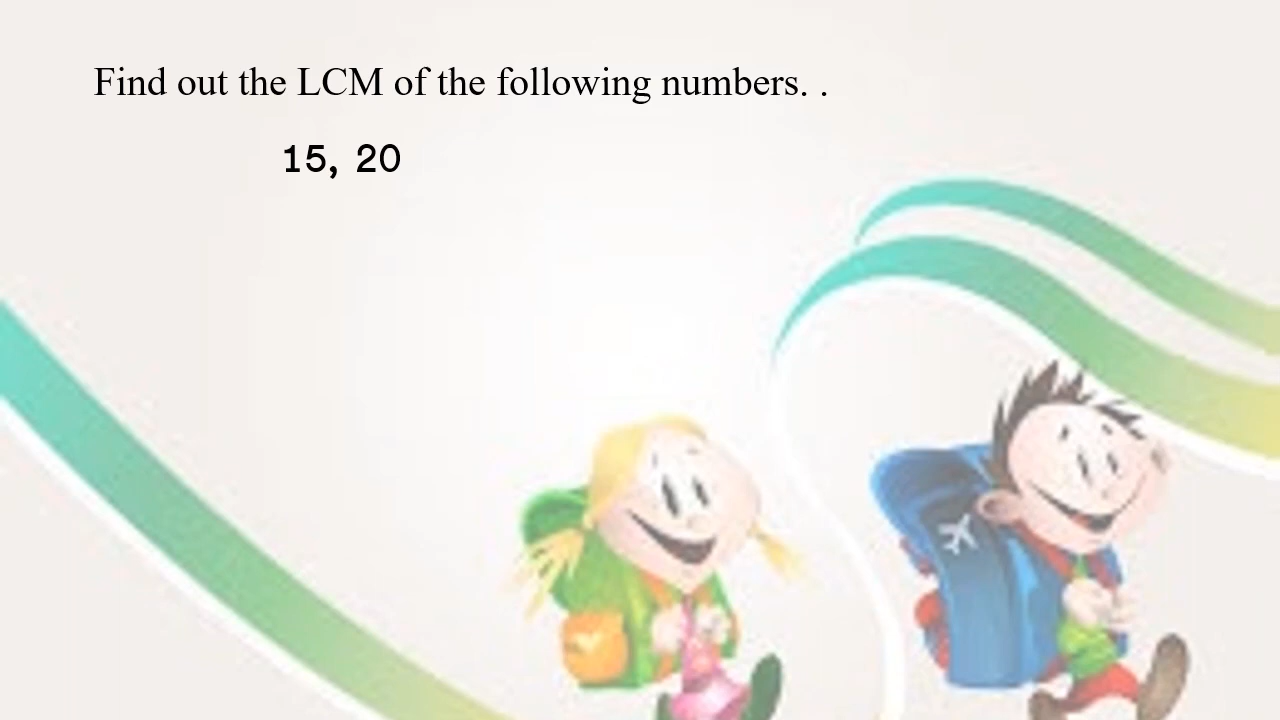 Find out the LCM of the following numbers. .
15, 20